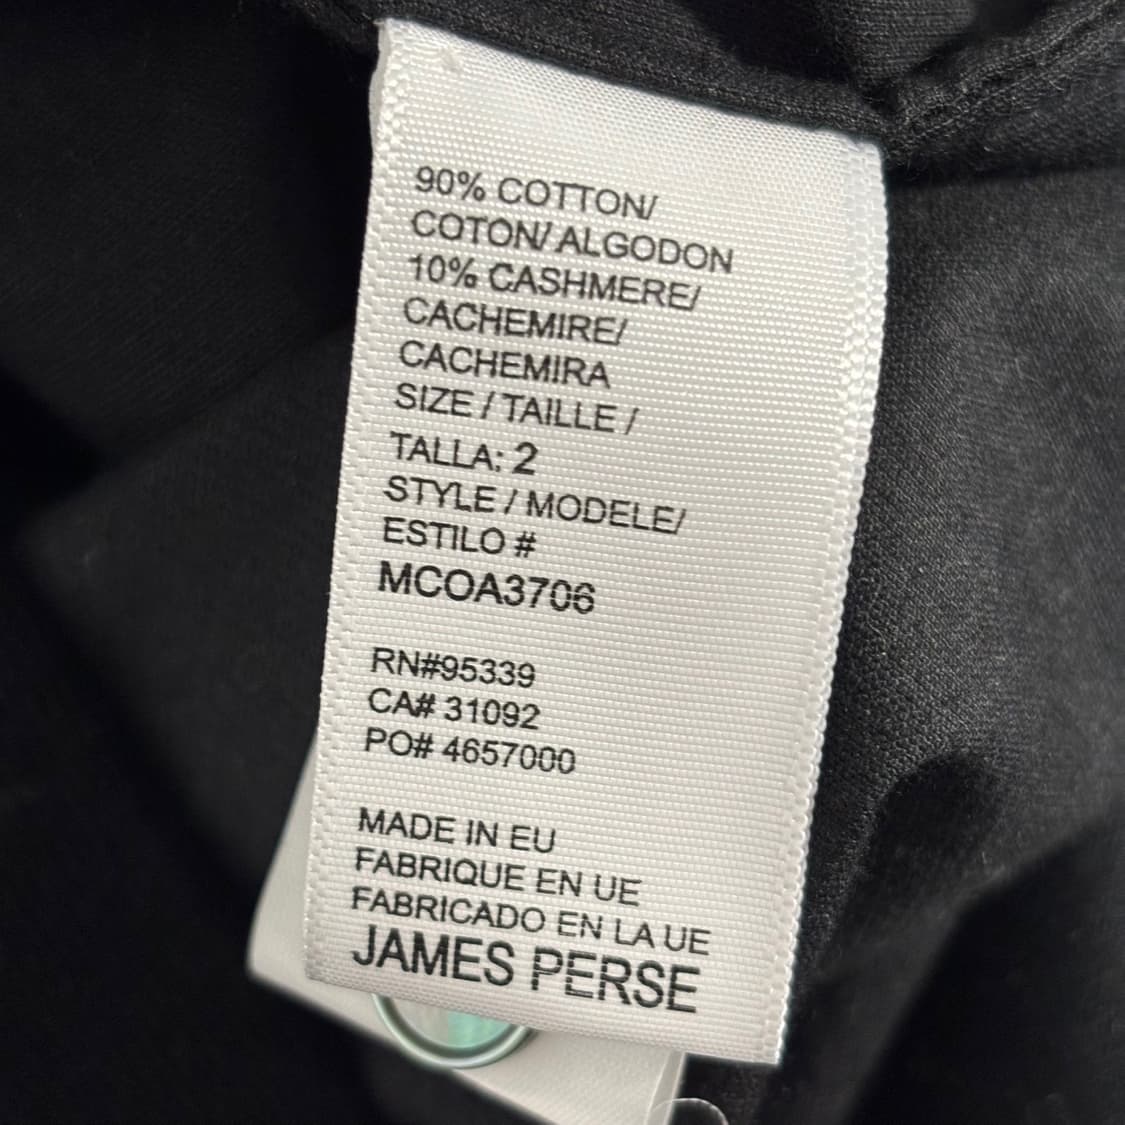 90% COTTON/
COTON/ ALGODON
10% CASHMERE/
CACHEMIRE/
CACHEMIRA
SIZE / TAILLE /
TALLA: 2
STYLE / MODELE/
ESTILO #
MCOA3706
RN#95339
CA# 31092
PO# 4657000
MADE IN EU
FABRIQUE EN UE
FABRICADO EN LA UE
JAMES PERSE